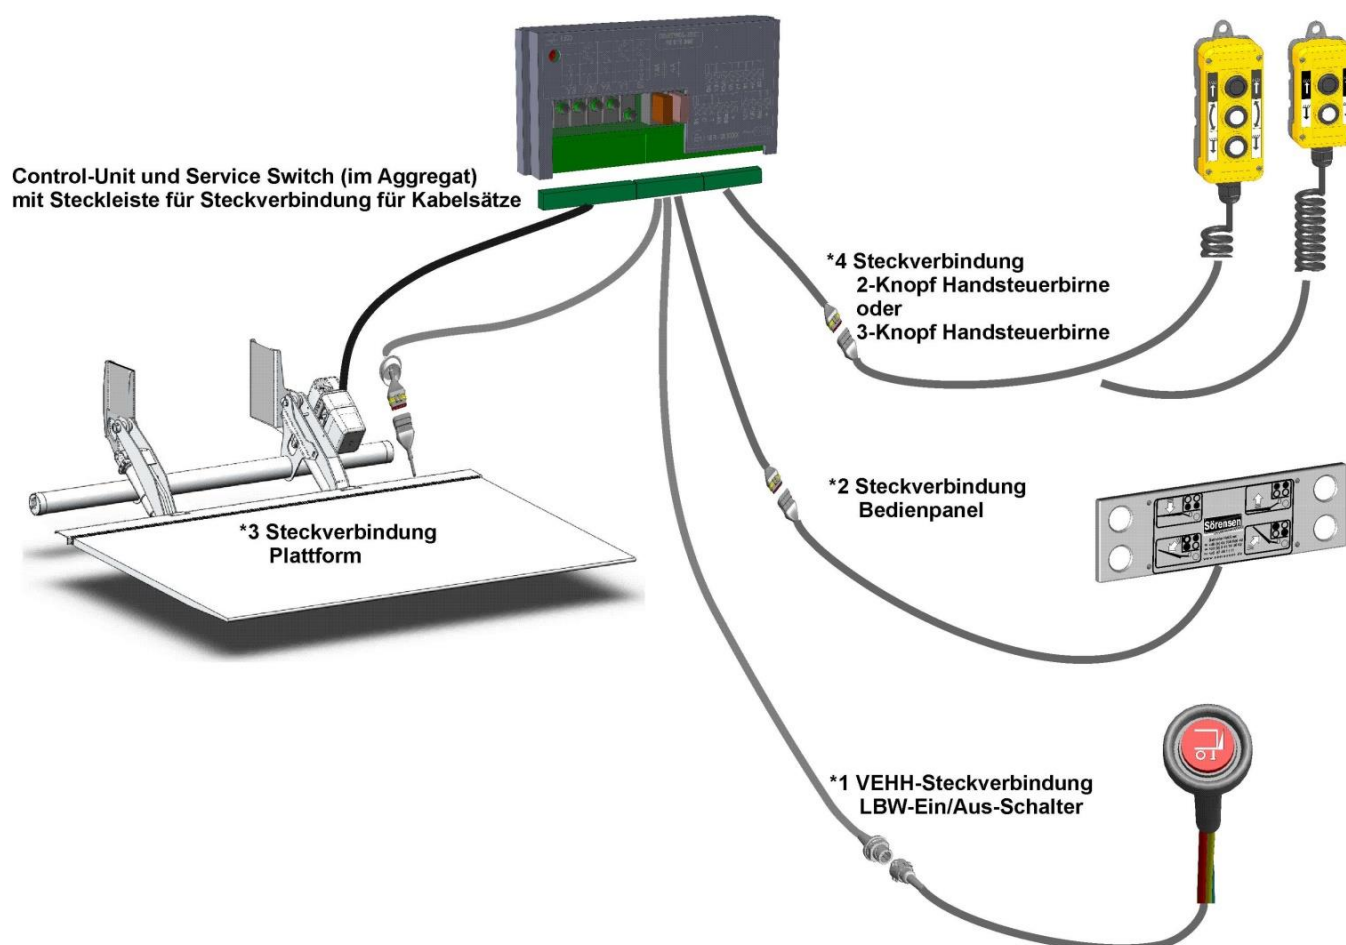 Control-Unit und Service Switch (im Aggregat)
mit Steckleiste für Steckverbindung für Kabelsätze
*4 Steckverbindung
2-Knopf Handsteuerbirne
oder
3-Knopf Handsteuerbirne
*2 Steckverbindung
Bedienpanel
Sörensen
*3 Steckverbindung
Plattform
*1 VEHH-Steckverbindung
LBW-Ein/Aus-Schalter